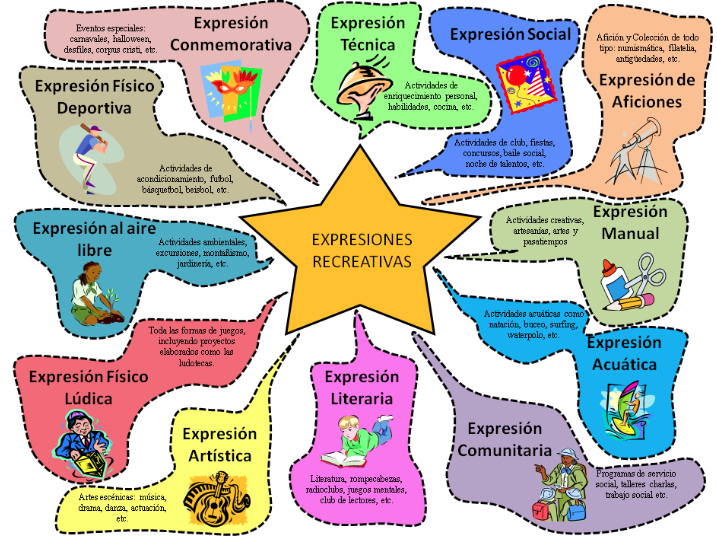 EXPRESIONES
RECREATIVAS
Expresión
Conmemorativa
Eventos especiales:
carnavales, halloween,
desfiles, corpus cristi, etc.
Expresión
Técnica
Actividades de
enriquecimiento personal,
habilidades, cocina, etc.
Expresión Social
Actividades de club, fiestas,
concursos, baile social,
noche de talentos, etc.
Afición y Colección de todo
tipo: numismática, filatelia,
antigüedades, etc.
Expresión de
Aficiones
Expresión
Manual
Actividades creativas,
artesanías, artes y
pasatiempos
Actividades acuáticas como
natación, buceo, surfing,
waterpolo, etc.
Expresión
Acuática
Expresión
Comunitaria
Programas de servicio
social, talleres charlas,
trabajo social etc.
Expresión
Literaria
Literatura, rompecabezas,
radioclubs, juegos mentales,
club de lectores, etc.
Expresión
Artística
Artes escénicas: música,
drama, danza, actuación,
etc.
Toda las formas de juegos,
incluyendo proyectos
elaborados como las
ludotecas.
Expresión Físico
Lúdica
Expresión al aire
libre
Actividades ambientales,
excursiones, montañismo,
jardinería, etc.
Expresión Físico
Deportiva
Actividades de
acondicionamiento, futbol,
básquetbol, beisbol, etc.